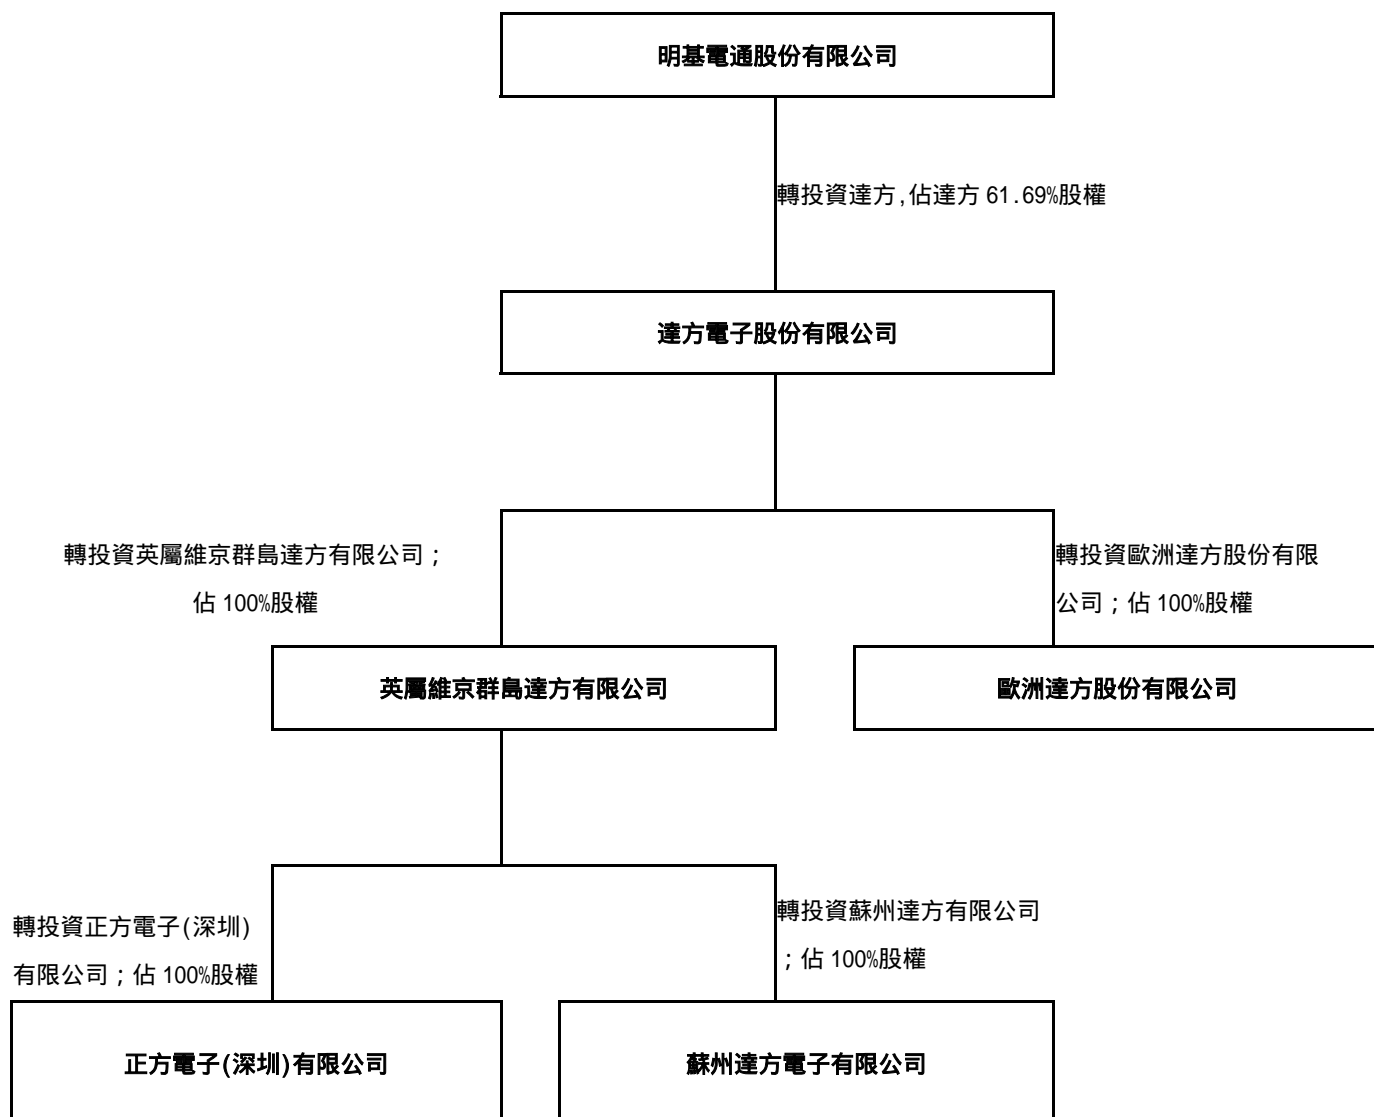 明基電通股份有限公司
轉投資達方,佔達方 61.69%股權
達方電子股份有限公司
轉投資英屬維京群島達方有限公司；
佔 100%股權
轉投資歐洲達方股份有限
公司；佔 100%股權
英屬維京群島達方有限公司
歐洲達方股份有限公司
轉投資正方電子(深圳)
有限公司；佔 100%股權
轉投資蘇州達方有限公司
；佔 100%股權
正方電子(深圳)有限公司
蘇州達方電子有限公司